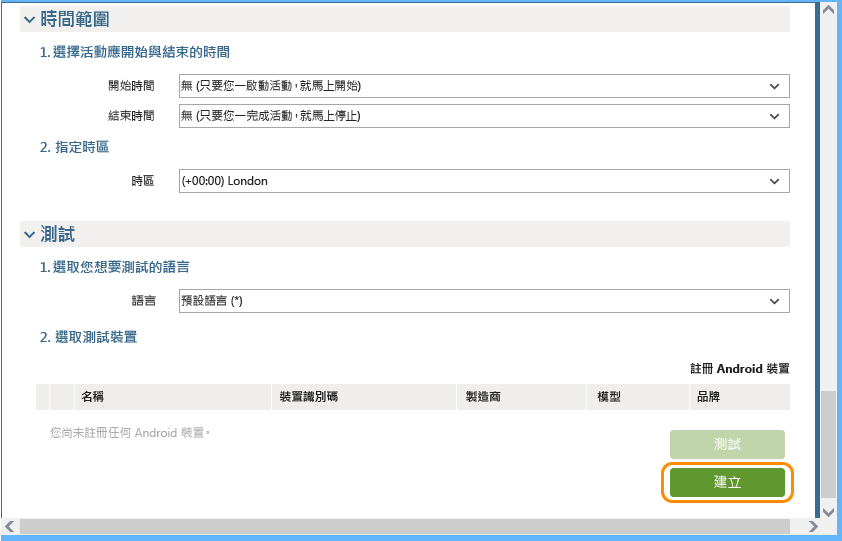 時間範圍
1. 選擇活動應開始與結束的時間
開始時間 無 (只要您一啟動活動，就馬上開始)
結束時間 無 (只要您一完成活動，就馬上停止)
2. 指定時區
時區 (+00:00) London
測試
1. 選取您想要測試的語言
語言 預設語言 (*)
2. 選取測試裝置
註冊 Android 裝置
名稱 裝置識別碼 製造商 模型 品牌
您尚未註冊任何 Android 裝置。
測試
建立